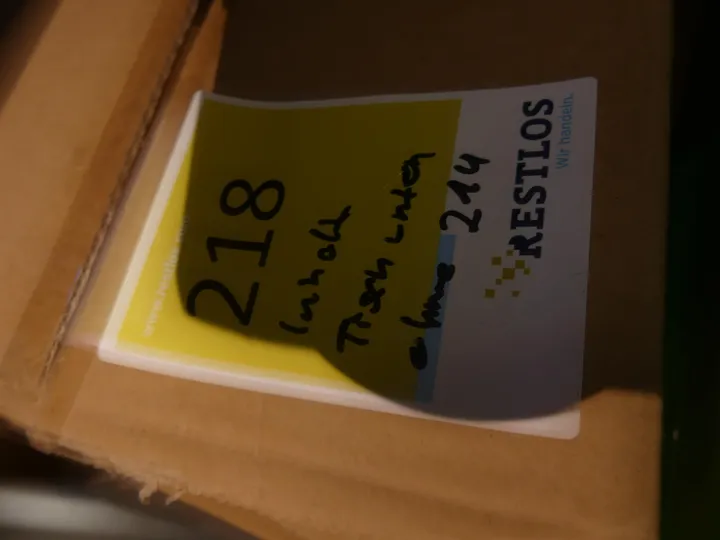 218
Inhalt
Tisch unten
ohne 214
RESTLOS
Wir handeln.